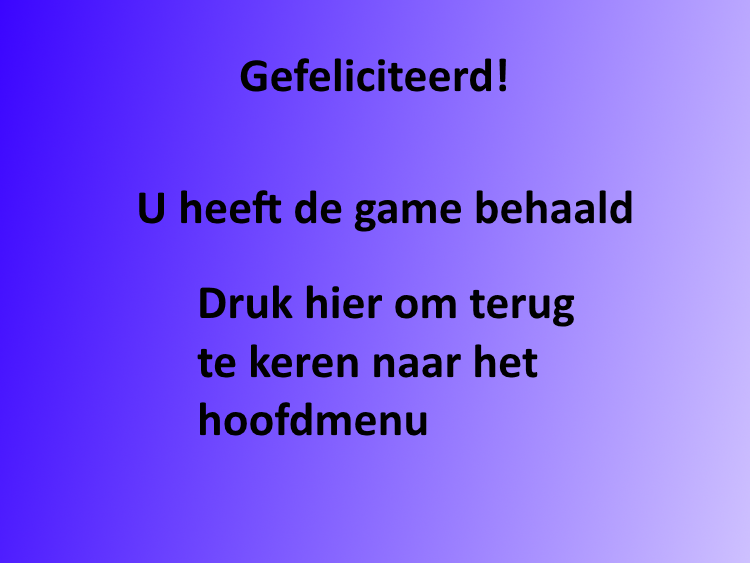 Gefeliciteerd!
U heeft de game behaald
Druk hier om terug
te keren naar het
hoofdmenu